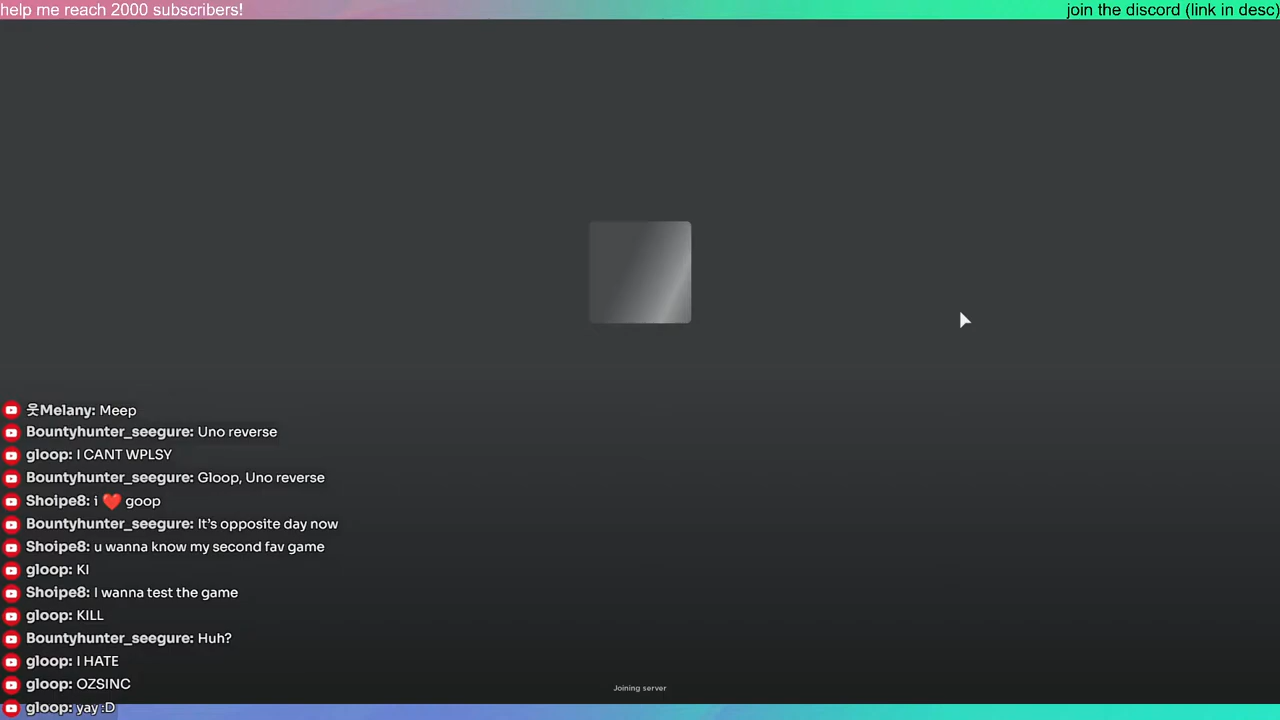 help me reach 2000 subscribers!
join the discord (link in desc)
웃Melany: Meep
Bountyhunter_seegure: Uno reverse
gloop: I CANT WPLSY
Bountyhunter_seegure: Gloop, Uno reverse
Shoipe8: i ❤️ goop
Bountyhunter_seegure: It’s opposite day now
Shoipe8: u wanna know my second fav game
gloop: KI
Shoipe8: I wanna test the game
gloop: KILL
Bountyhunter_seegure: Huh?
gloop: I HATE
gloop: OZSINC
Joining server
gloop: yay :D